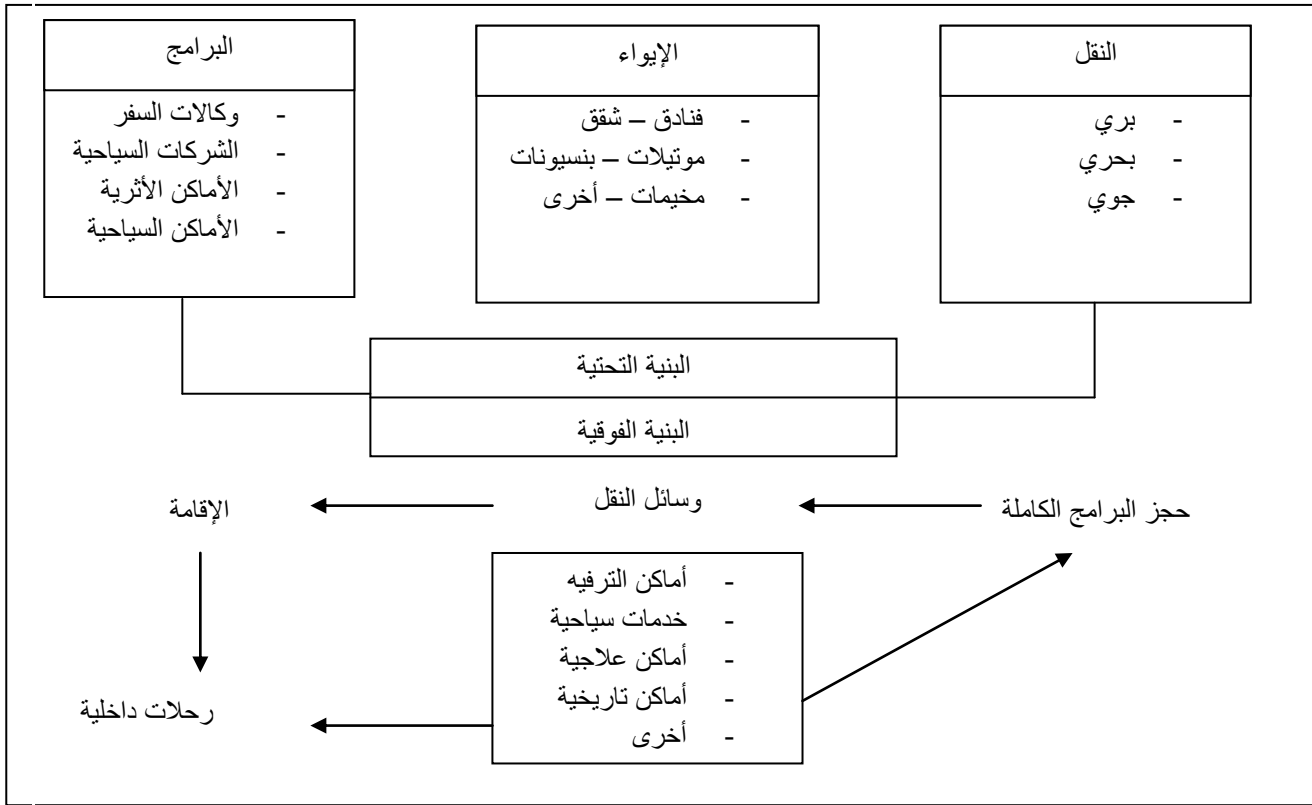 النقل
- بري
- بحري
- جوي
الإيواء
- فنادق – شقق
- موتيلات – بنسيونات
- مخيمات – أخرى
البرامج
- وكالات السفر
- الشركات السياحية
- الأماكن الأثرية
- الأماكن السياحية
البنية التحتية
البنية الفوقية
حجز البرامج الكاملة
وسائل النقل
الإقامة
- أماكن الترفيه
- خدمات سياحية
- أماكن علاجية
- أماكن تاريخية
- أخرى
رحلات داخلية